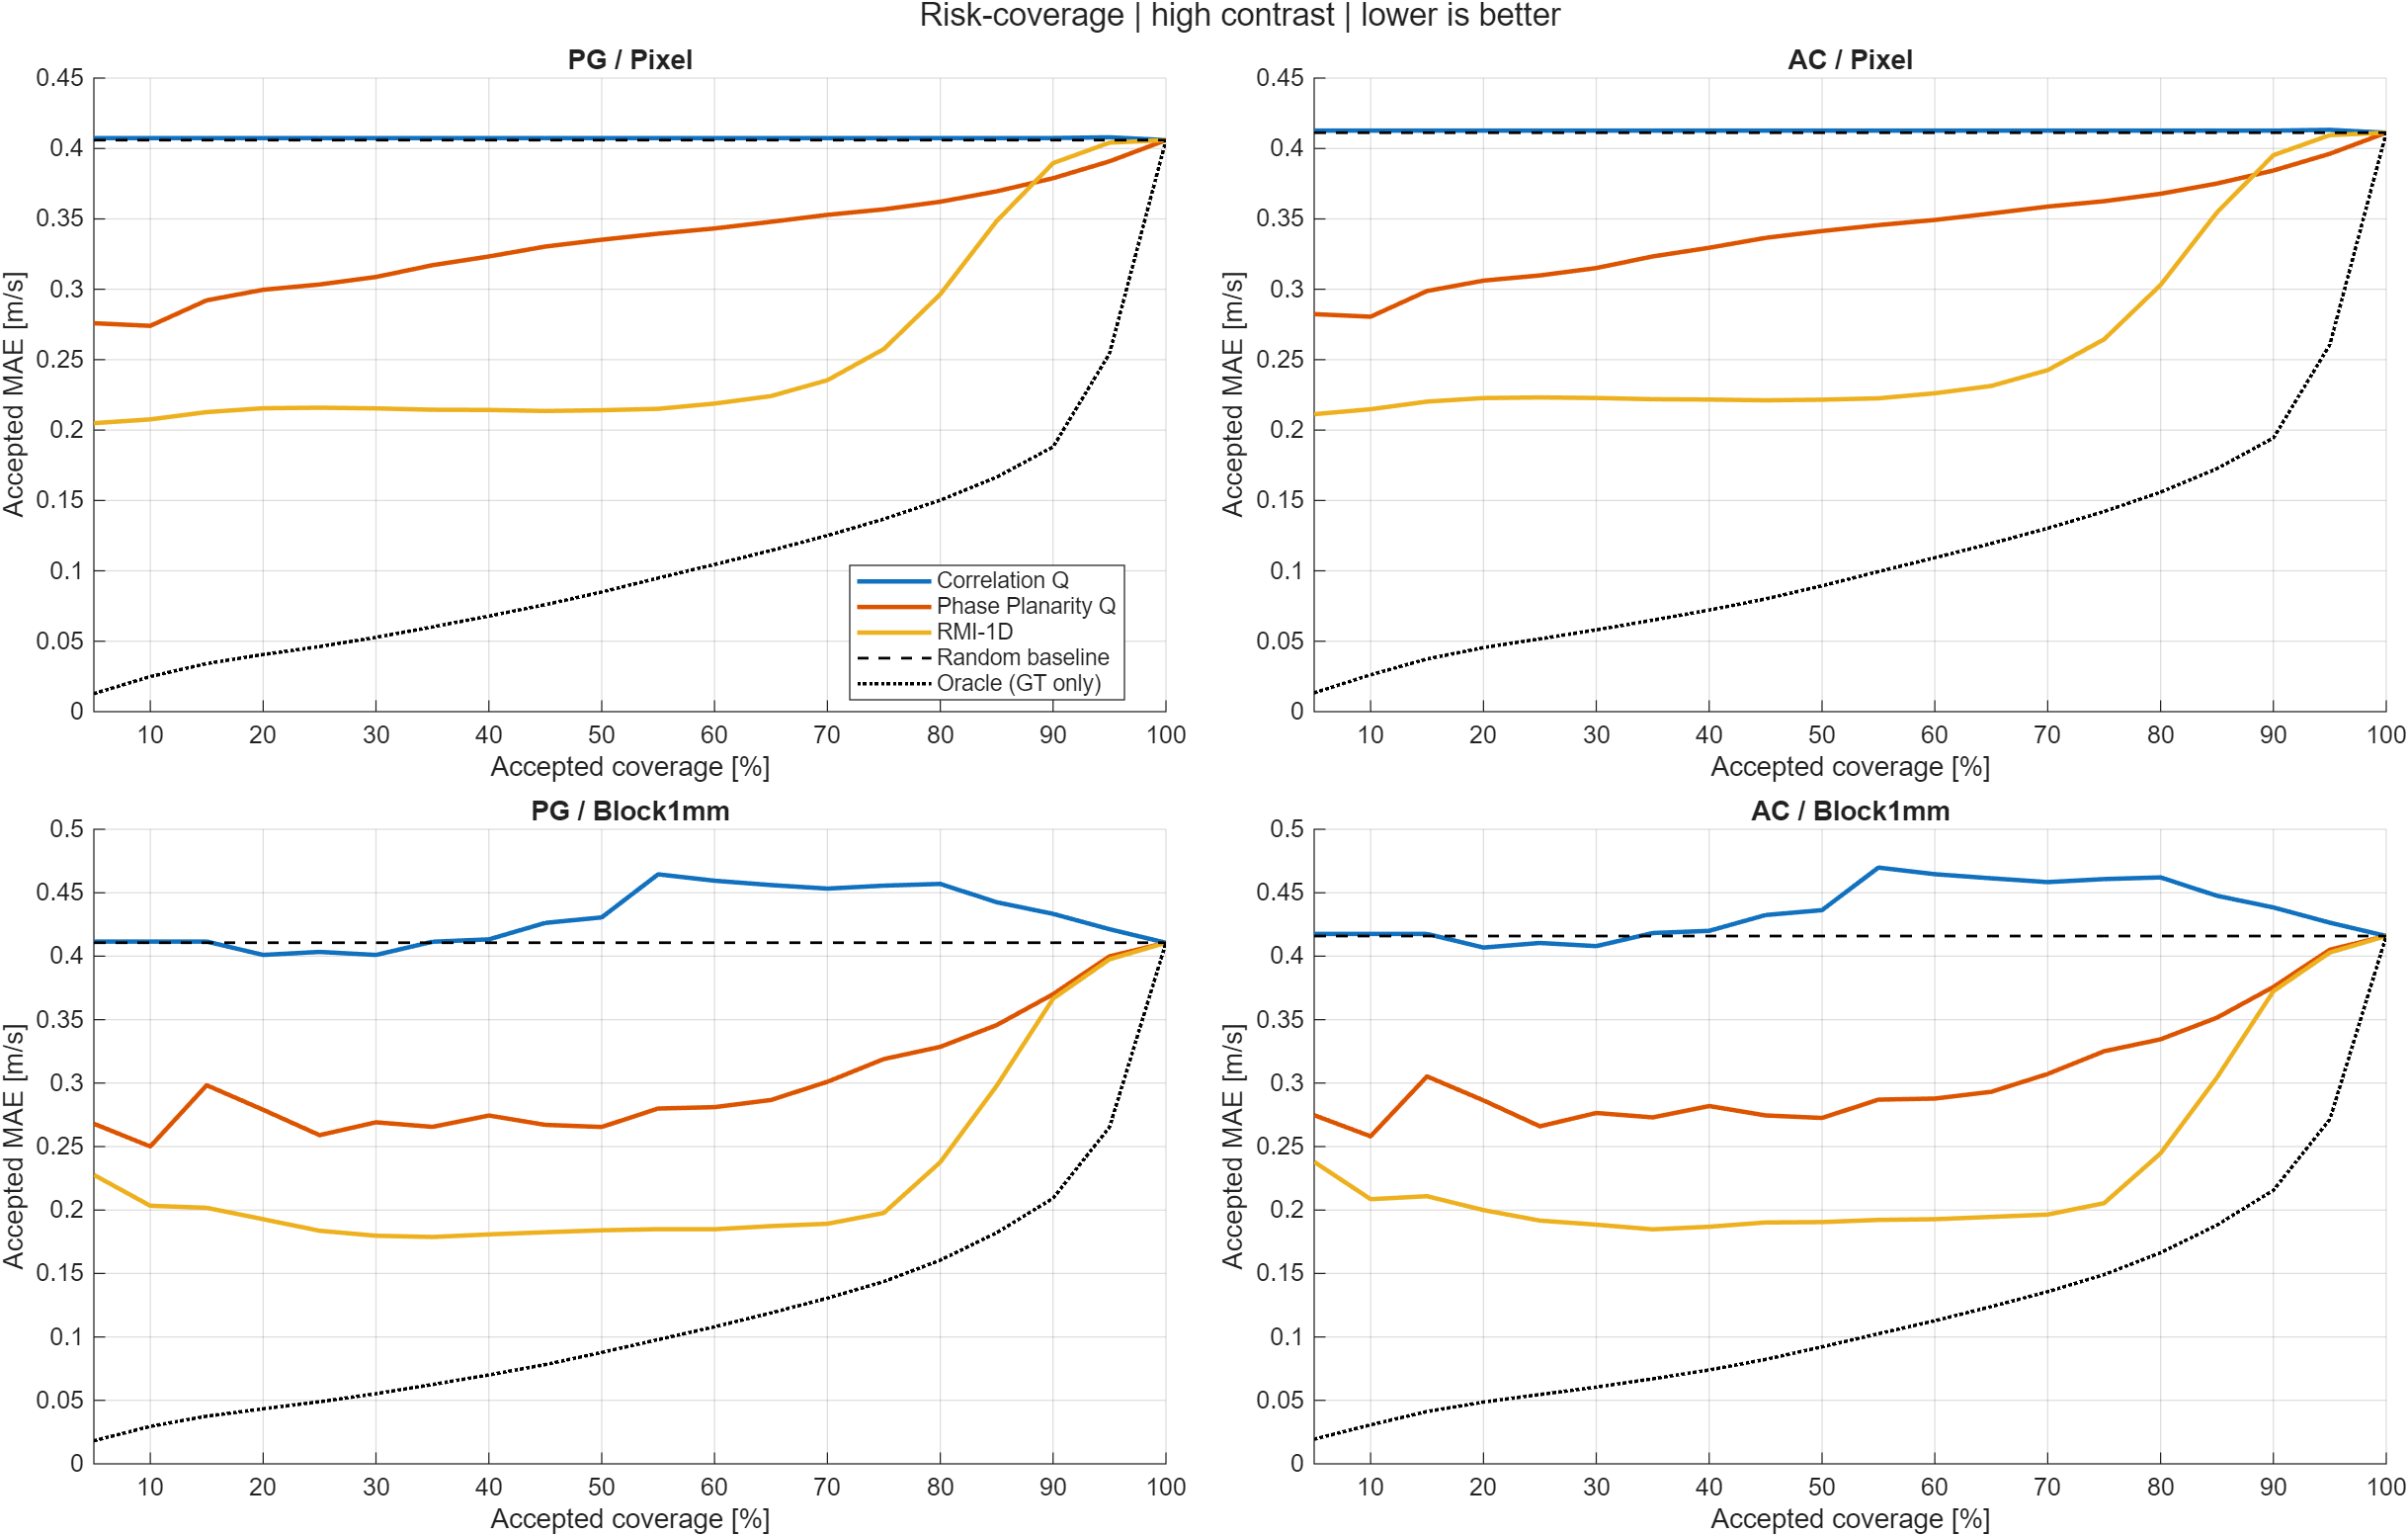 Risk-coverage | high contrast | lower is better
PG / Pixel
0.45
0.4
0.35
0.3
0.25
0.2
0.15
0.1
0.05
0
Accepted MAE [m/s]
10 20 30 40 50 60 70 80 90 100
Accepted coverage [%]
Correlation Q
Phase Planarity Q
RMI-1D
Random baseline
Oracle (GT only)
AC / Pixel
0.45
0.4
0.35
0.3
0.25
0.2
0.15
0.1
0.05
0
Accepted MAE [m/s]
10 20 30 40 50 60 70 80 90 100
Accepted coverage [%]
PG / Block1mm
0.5
0.45
0.4
0.35
0.3
0.25
0.2
0.15
0.1
0.05
0
Accepted MAE [m/s]
10 20 30 40 50 60 70 80 90 100
Accepted coverage [%]
AC / Block1mm
0.5
0.45
0.4
0.35
0.3
0.25
0.2
0.15
0.1
0.05
0
Accepted MAE [m/s]
10 20 30 40 50 60 70 80 90 100
Accepted coverage [%]